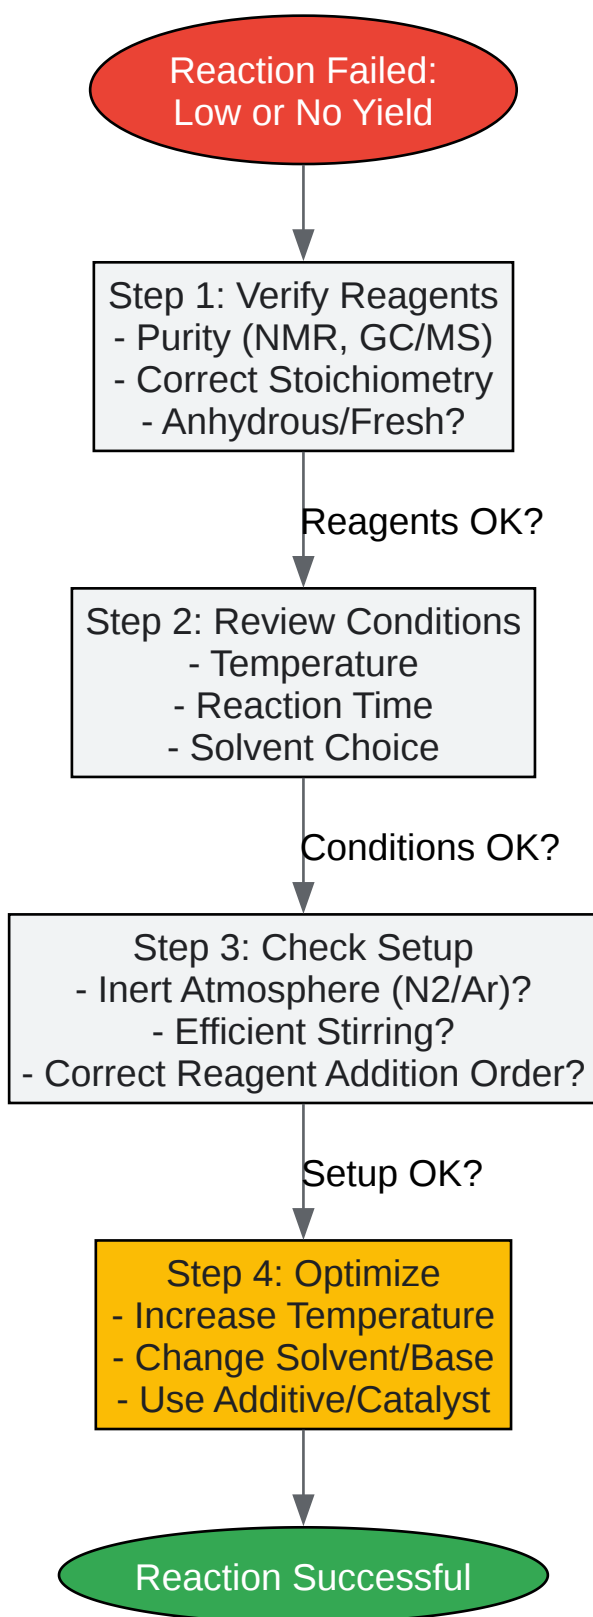 Reaction Failed:
Low or No Yield
Step 1: Verify Reagents
- Purity (NMR, GC/MS)
- Correct Stoichiometry
- Anhydrous/Fresh?
Reagents OK?
Step 2: Review Conditions
- Temperature
- Reaction Time
- Solvent Choice
Conditions OK?
Step 3: Check Setup
- Inert Atmosphere (N2/Ar)?
- Efficient Stirring?
- Correct Reagent Addition Order?
Setup OK?
Step 4: Optimize
- Increase Temperature
- Change Solvent/Base
- Use Additive/Catalyst
Reaction Successful